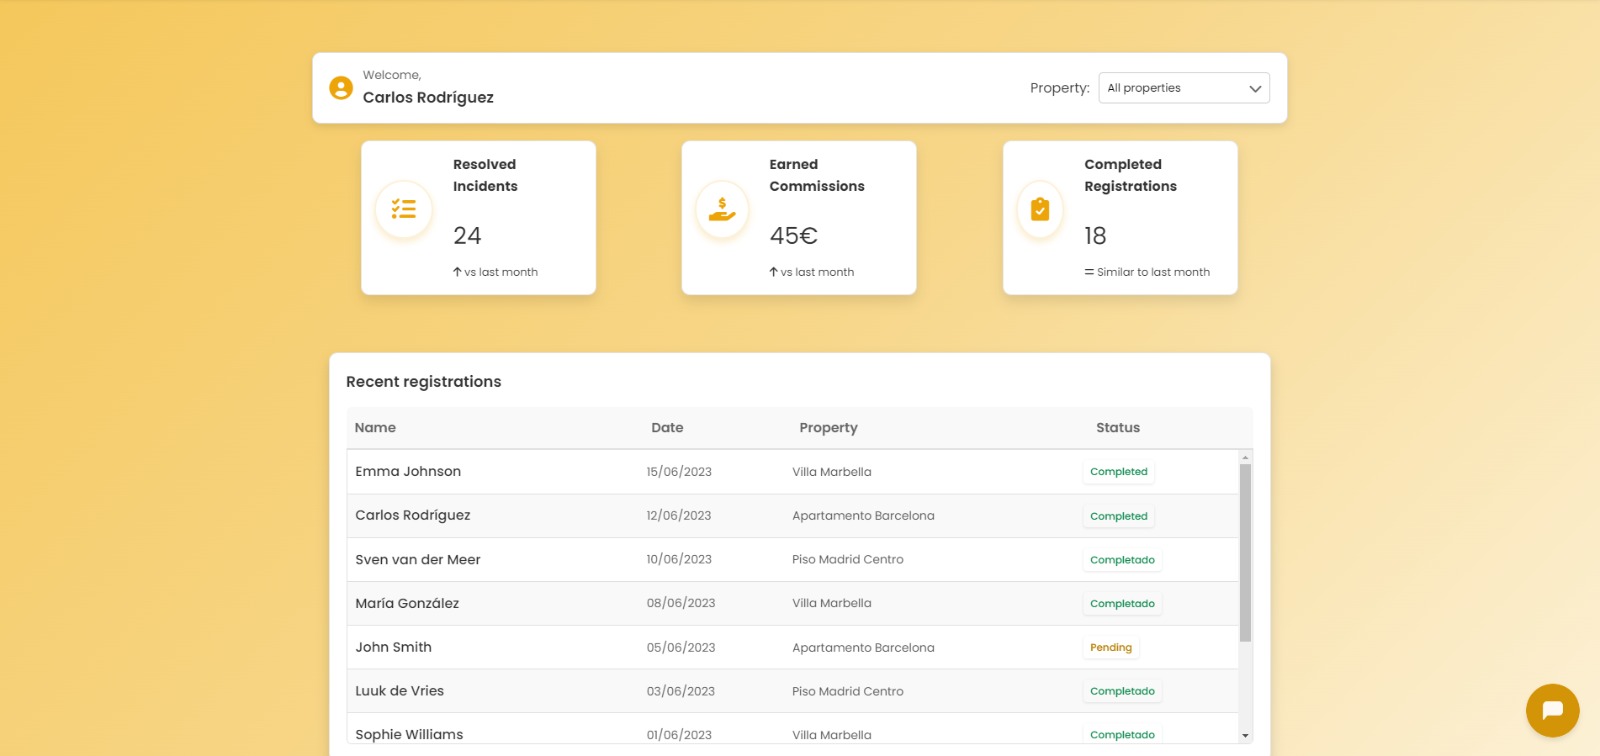 Welcome,
Carlos Rodríguez
Property: All properties
Resolved
Incidents
24
↑ vs last month
Earned
Commissions
45€
↑ vs last month
Completed
Registrations
18
= Similar to last month
Recent registrations
Name Date Property Status
Emma Johnson 15/06/2023 Villa Marbella Completed
Carlos Rodríguez 12/06/2023 Apartamento Barcelona Completed
Sven van der Meer 10/06/2023 Piso Madrid Centro Completado
María González 08/06/2023 Villa Marbella Completado
John Smith 05/06/2023 Apartamento Barcelona Pending
Luuk de Vries 03/06/2023 Piso Madrid Centro Completado
Sophie Williams 01/06/2023 Villa Marbella Completado